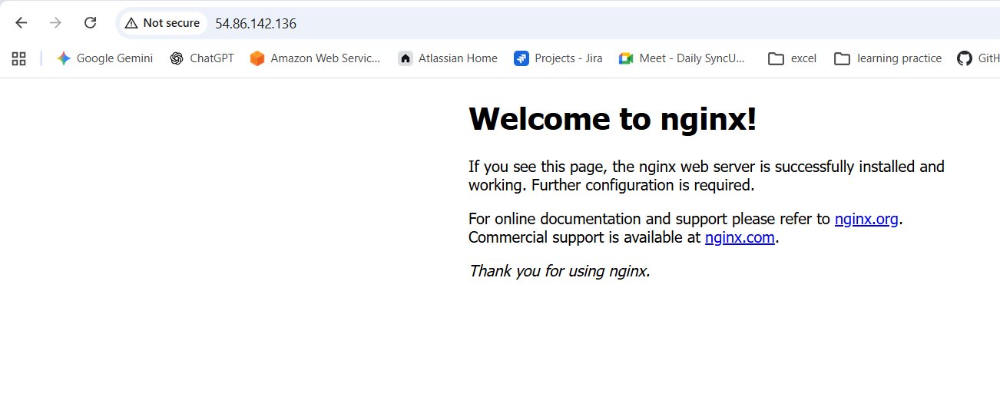 Not secure 54.86.142.136
Google Gemini ChatGPT Amazon Web Servic... Atlassian Home Projects - Jira Meet - Daily SyncU... excel learning practice GitH
Welcome to nginx!
If you see this page, the nginx web server is successfully installed and
working. Further configuration is required.
For online documentation and support please refer to nginx.org.
Commercial support is available at nginx.com.
Thank you for using nginx.